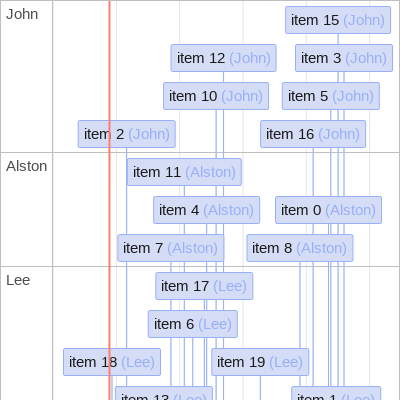 John
item 15 (John)
item 12 (John)
item 3 (John)
item 10 (John)
item 5 (John)
item 2 (John)
item 16 (John)
Alston
item 11 (Alston)
item 4 (Alston)
item 0 (Alston)
item 7 (Alston)
item 8 (Alston)
Lee
item 17 (Lee)
item 6 (Lee)
item 18 (Lee)
item 19 (Lee)
item 13 (Lee)
item 1 (Lee)